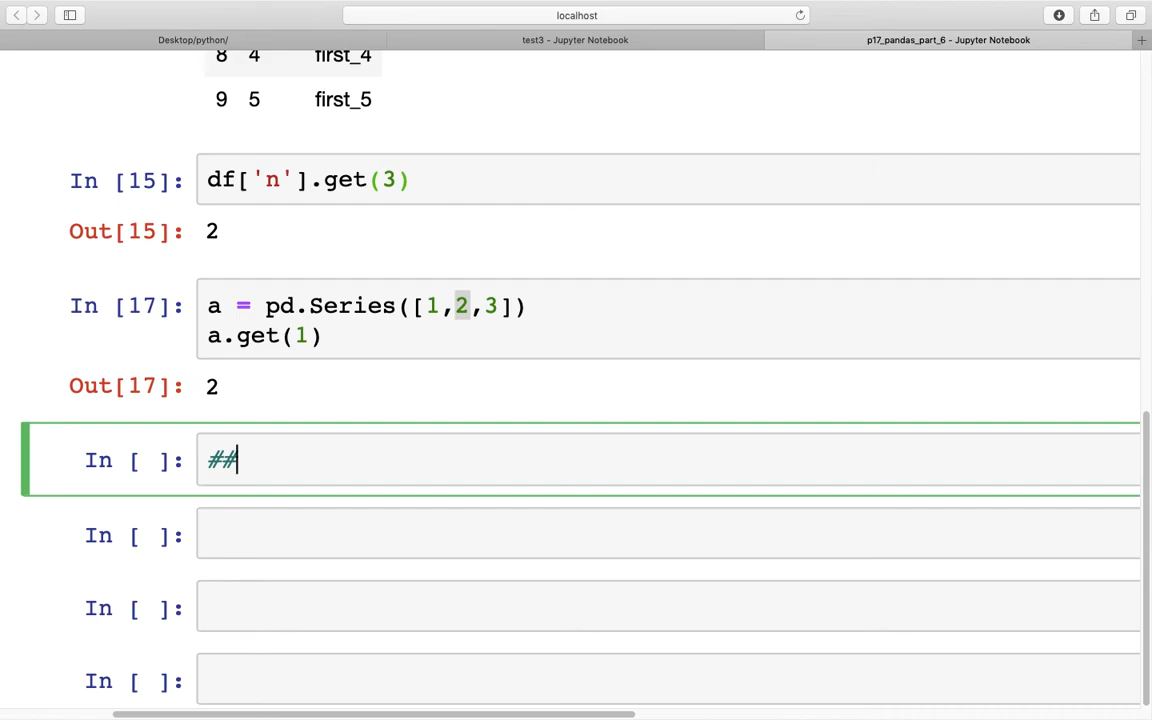 localhost
Desktop/python/ test3 - Jupyter Notebook p17_pandas_part_6 - Jupyter Notebook +
8 4 first_4
9 5 first_5
In [15]: df['n'].get(3)
Out[15]: 2
In [17]: a = pd.Series([1,2,3])
a.get(1)
Out[17]: 2
In [ ]: ##
In [ ]:
In [ ]:
In [ ]: